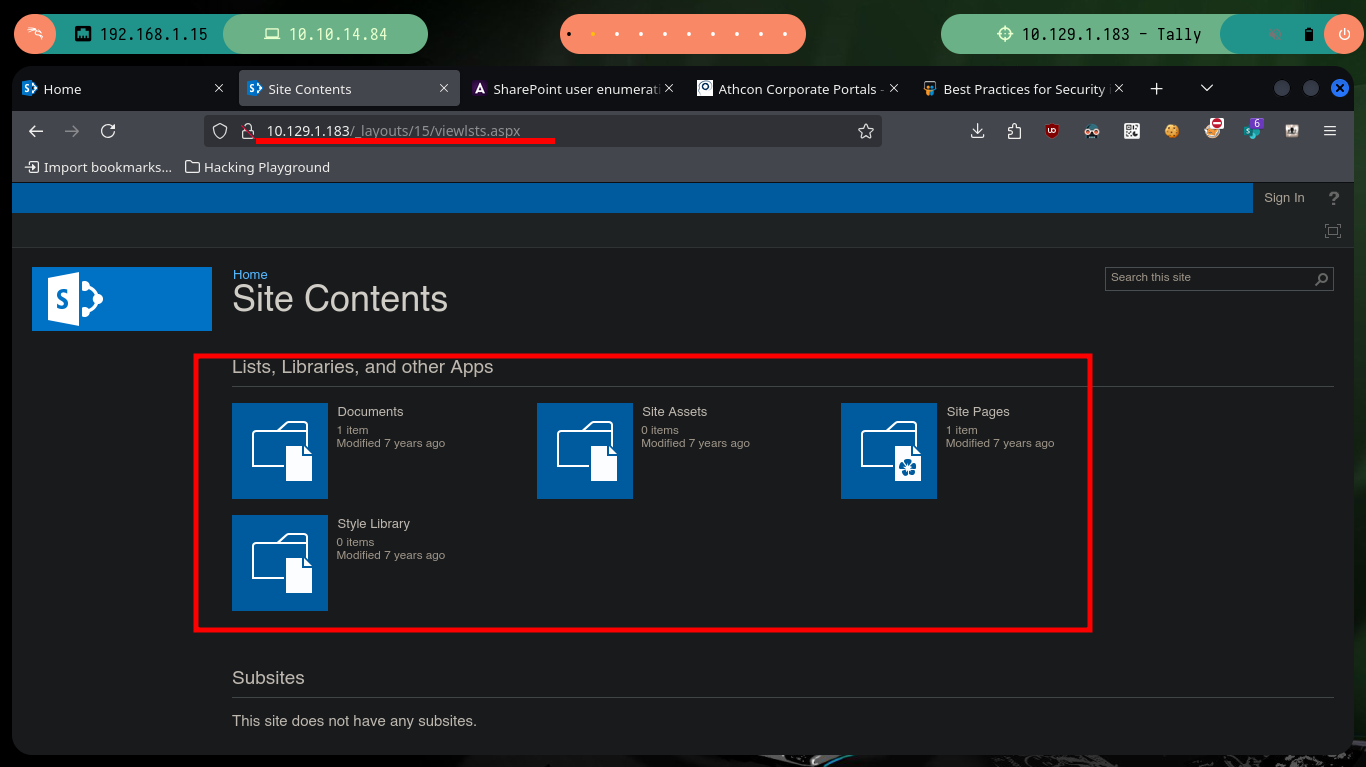 192.168.1.15
10.10.14.84
10.129.1.183 - Tally
Home
Site Contents
SharePoint user enumerati
Athcon Corporate Portals -
Best Practices for Security i
10.129.1.183/_layouts/15/viewlsts.aspx
6
Import bookmarks...
Hacking Playground
Sign In
?
S
Home
Site Contents
Search this site
Lists, Libraries, and other Apps
Documents
1 item
Modified 7 years ago
Site Assets
0 items
Modified 7 years ago
Site Pages
1 item
Modified 7 years ago
Style Library
0 items
Modified 7 years ago
Subsites
This site does not have any subsites.